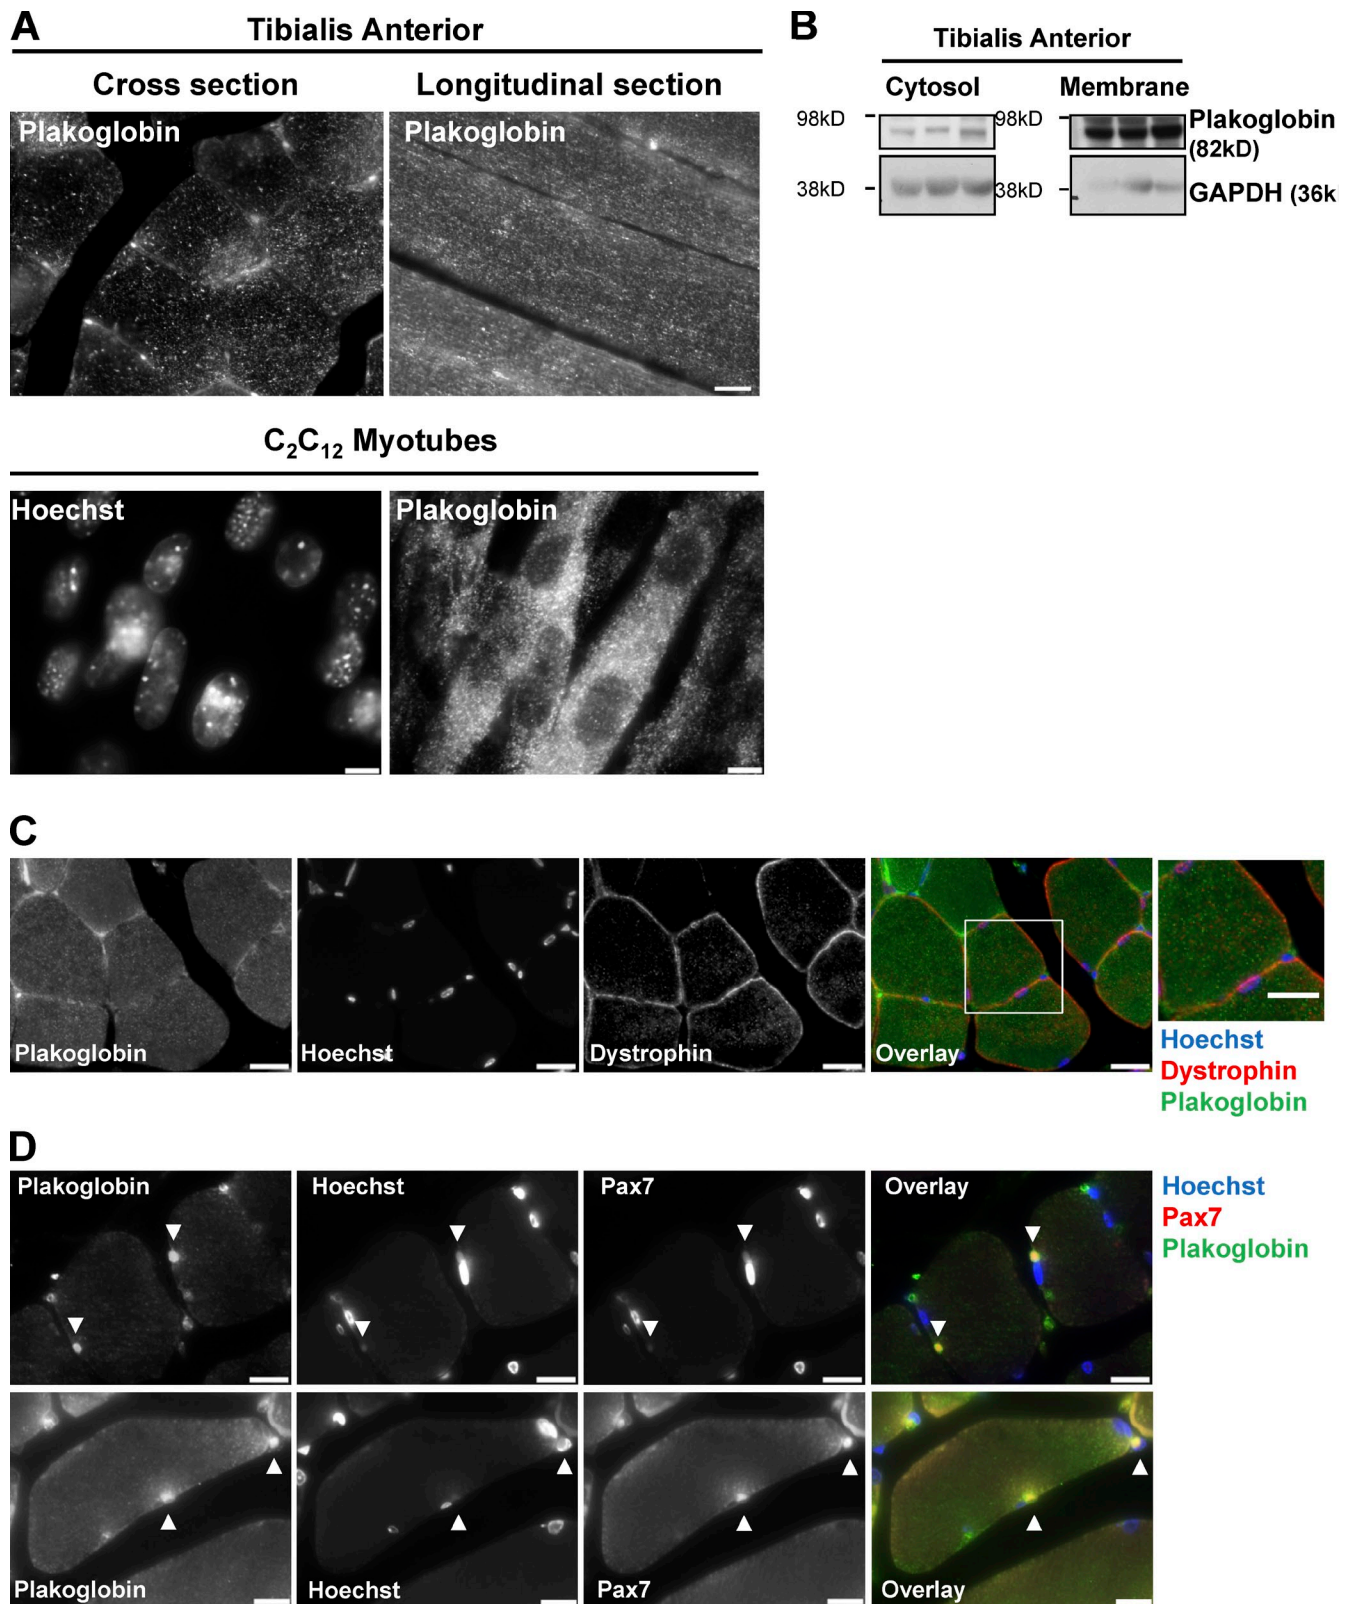 A
Tibialis Anterior
Cross section
Longitudinal section
Plakoglobin
Plakoglobin
C₂C₁₂ Myotubes
Hoechst
Plakoglobin
B
Tibialis Anterior
Cytosol
Membrane
98kD
98kD
Plakoglobin
(82kD)
38kD
38kD
GAPDH (36k
C
Plakoglobin
Hoechst
Dystrophin
Overlay
Hoechst
Dystrophin
Plakoglobin
D
Plakoglobin
Hoechst
Pax7
Overlay
Hoechst
Pax7
Plakoglobin
Plakoglobin
Hoechst
Pax7
Overlay